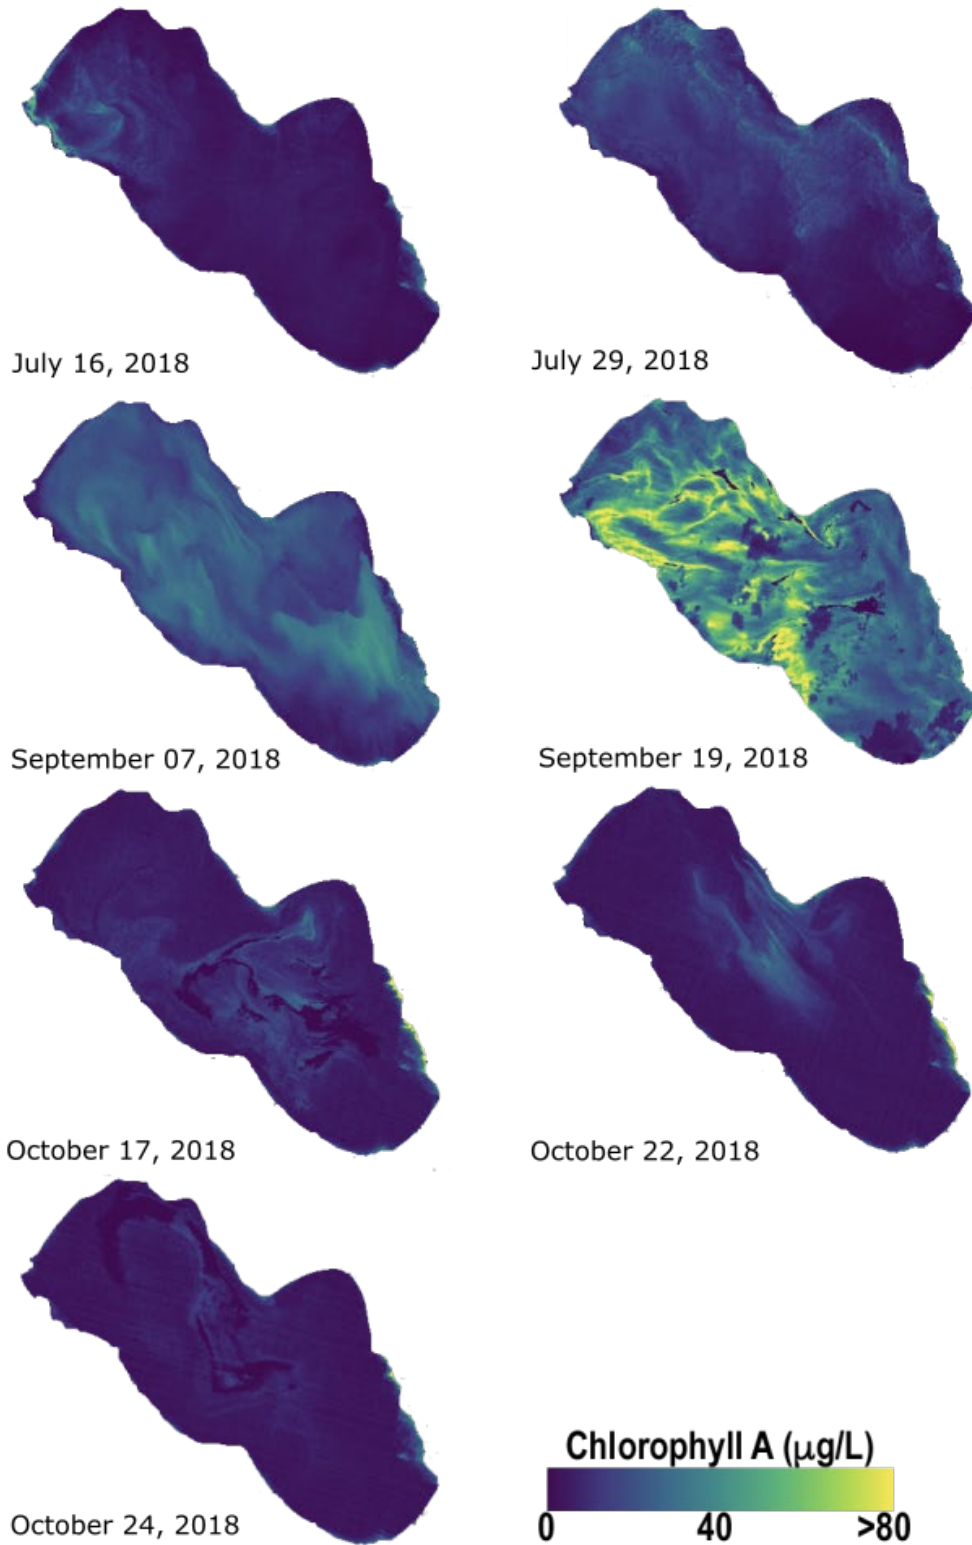 July 16, 2018
July 29, 2018
September 07, 2018
September 19, 2018
October 17, 2018
October 22, 2018
October 24, 2018
Chlorophyll A (μg/L)
0 40 >80